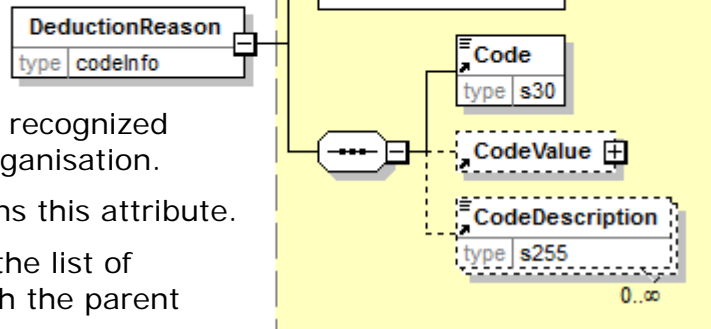 DeductionReason
type codeInfo
recognized
ganisation.
ns this attribute.
the list of
h the parent
Code
type s30
CodeValue
CodeDescription
type s255
0..∞